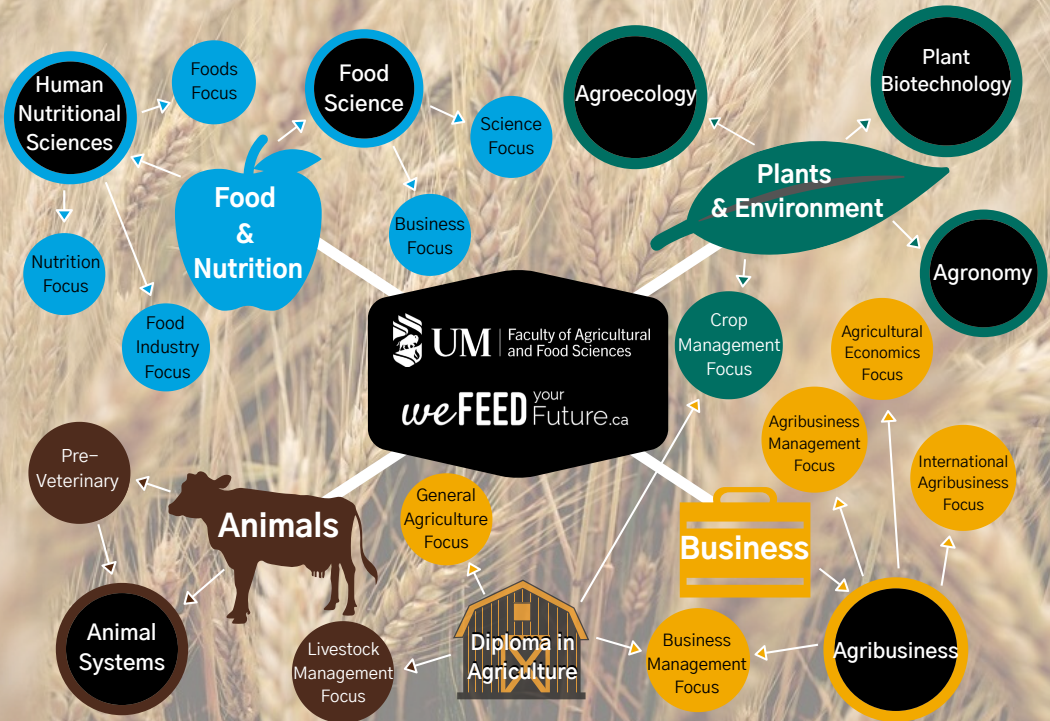 Human
Nutritional
Sciences
Foods
Focus
Food
Science
Science
Focus
Business
Focus
Food
&
Nutrition
Nutrition
Focus
Food
Industry
Focus
Agroecology
Plant
Biotechnology
Plants
& Environment
Agronomy
Crop
Management
Focus
UM
Faculty of Agricultural
and Food Sciences
weFEED your
Future.ca
Agricultural
Economics
Focus
Agribusiness
Management
Focus
International
Agribusiness
Focus
Pre-
Veterinary
Animals
Animal
Systems
General
Agriculture
Focus
Livestock
Management
Focus
Diploma in
Agriculture
Business
Business
Management
Focus
Agribusiness